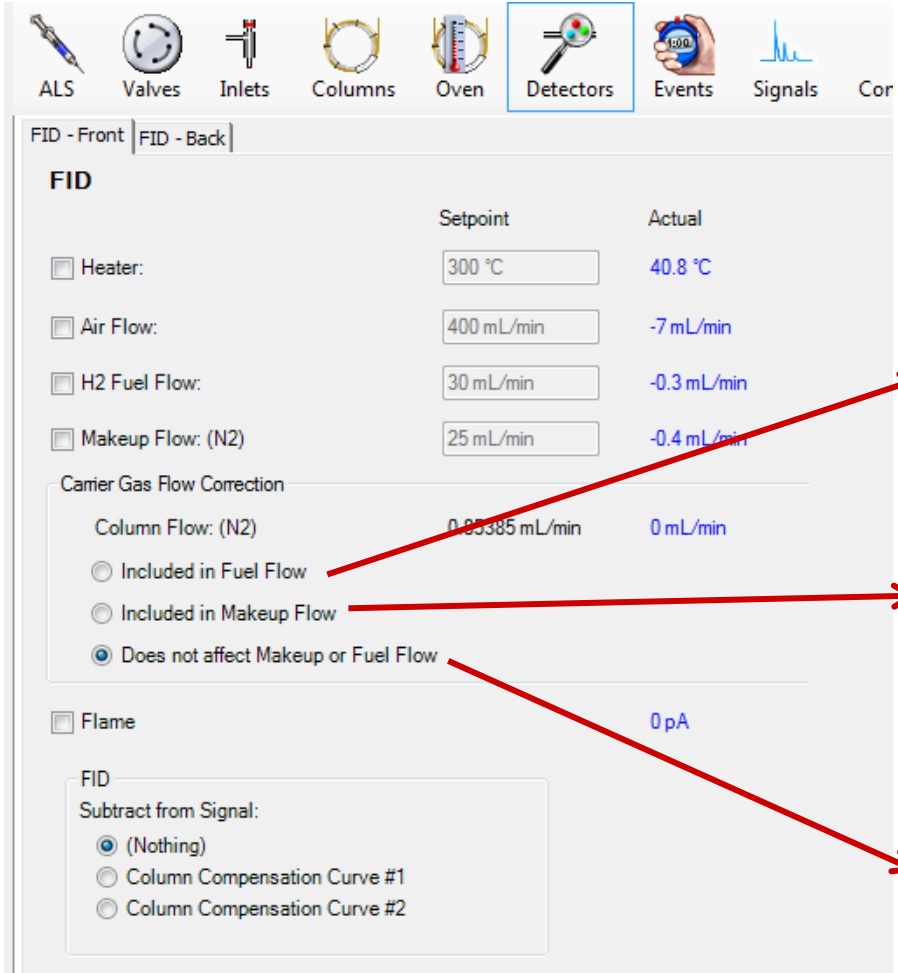 ALS Valves Inlets Columns Oven Detectors Events Signals
FID - Front FID - Back
FID
Setpoint Actual
Heater: 300 °C 40.8 °C
Air Flow: 400 mL/min -7 mL/min
H2 Fuel Flow: 30 mL/min -0.3 mL/min
Makeup Flow: (N2) 25 mL/min -0.4 mL/min
Carrier Gas Flow Correction
Column Flow: (N2) 0.85385 mL/min 0 mL/min
Included in Fuel Flow
Included in Makeup Flow
Does not affect Makeup or Fuel Flow
Flame 0 pA
FID
Subtract from Signal:
(Nothing)
Column Compensation Curve #1
Column Compensation Curve #2